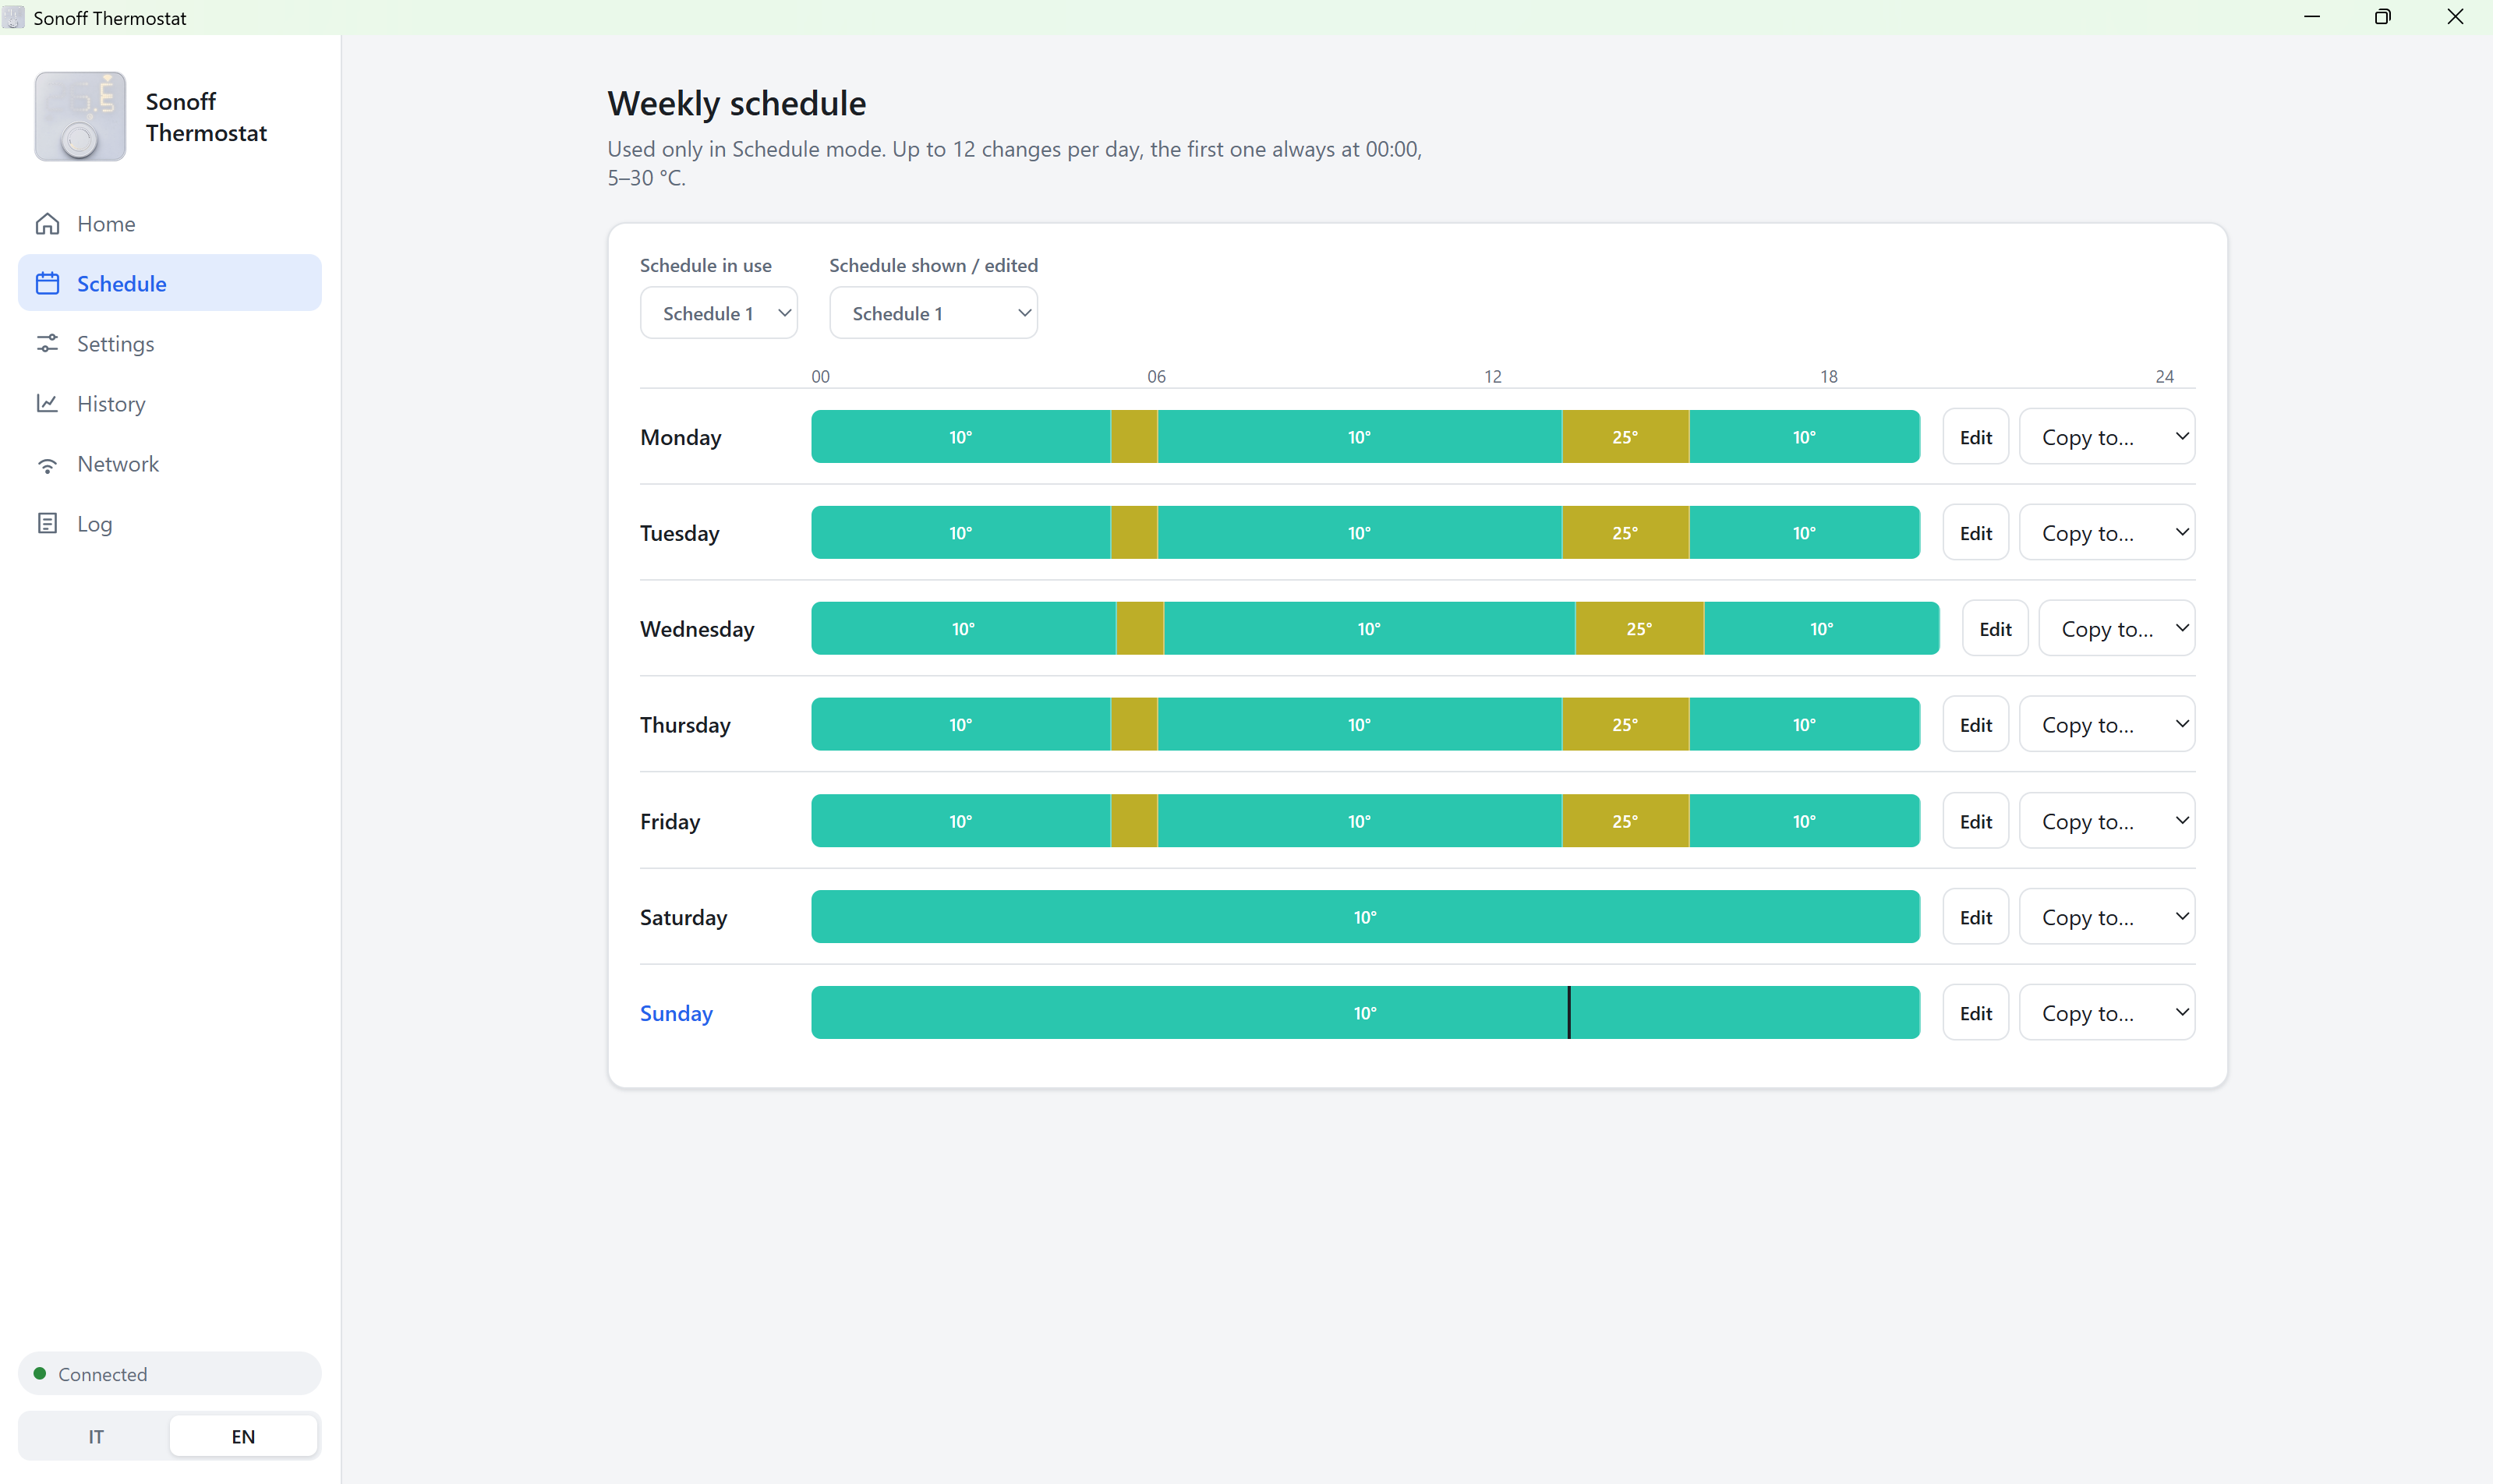 Sonoff Thermostat
Sonoff
Thermostat
Home
Schedule
Settings
History
Network
Log
Connected
IT EN
Weekly schedule
Used only in Schedule mode. Up to 12 changes per day, the first one always at 00:00,
5–30 °C.
Schedule in use Schedule shown / edited
Schedule 1 Schedule 1
00 06 12 18 24
Monday 10° 10° 25° 10° Edit Copy to...
Tuesday 10° 10° 25° 10° Edit Copy to...
Wednesday 10° 10° 25° 10° Edit Copy to...
Thursday 10° 10° 25° 10° Edit Copy to...
Friday 10° 10° 25° 10° Edit Copy to...
Saturday 10° Edit Copy to...
Sunday 10° Edit Copy to...